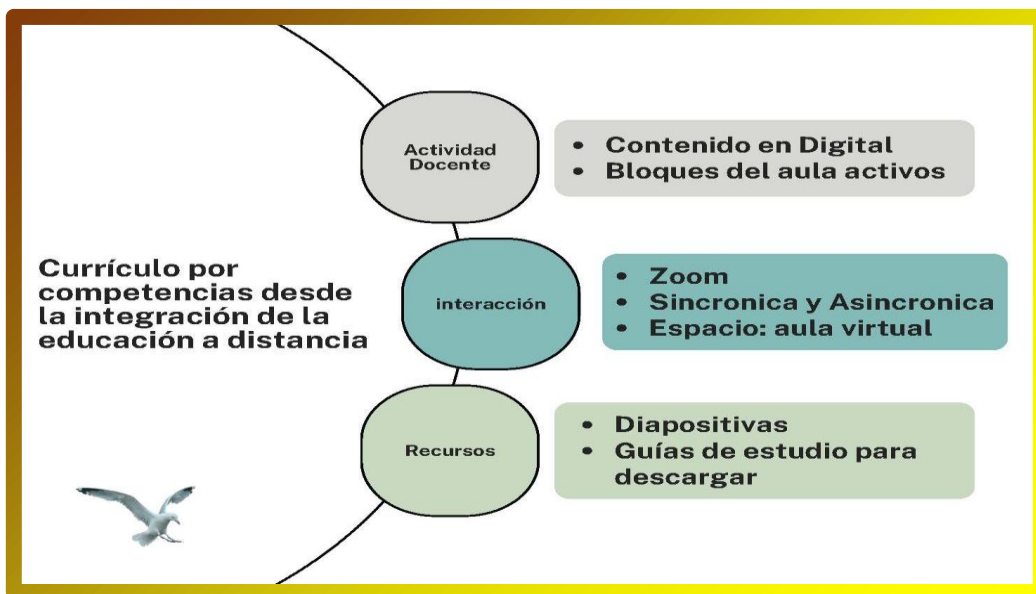 Currículo por
competencias desde
la integración de la
educación a distancia
Actividad
Docente
• Contenido en Digital
• Bloques del aula activos
interacción
• Zoom
• Sincronica y Asincronica
• Espacio: aula virtual
Recursos
• Diapositivas
• Guías de estudio para
descargar